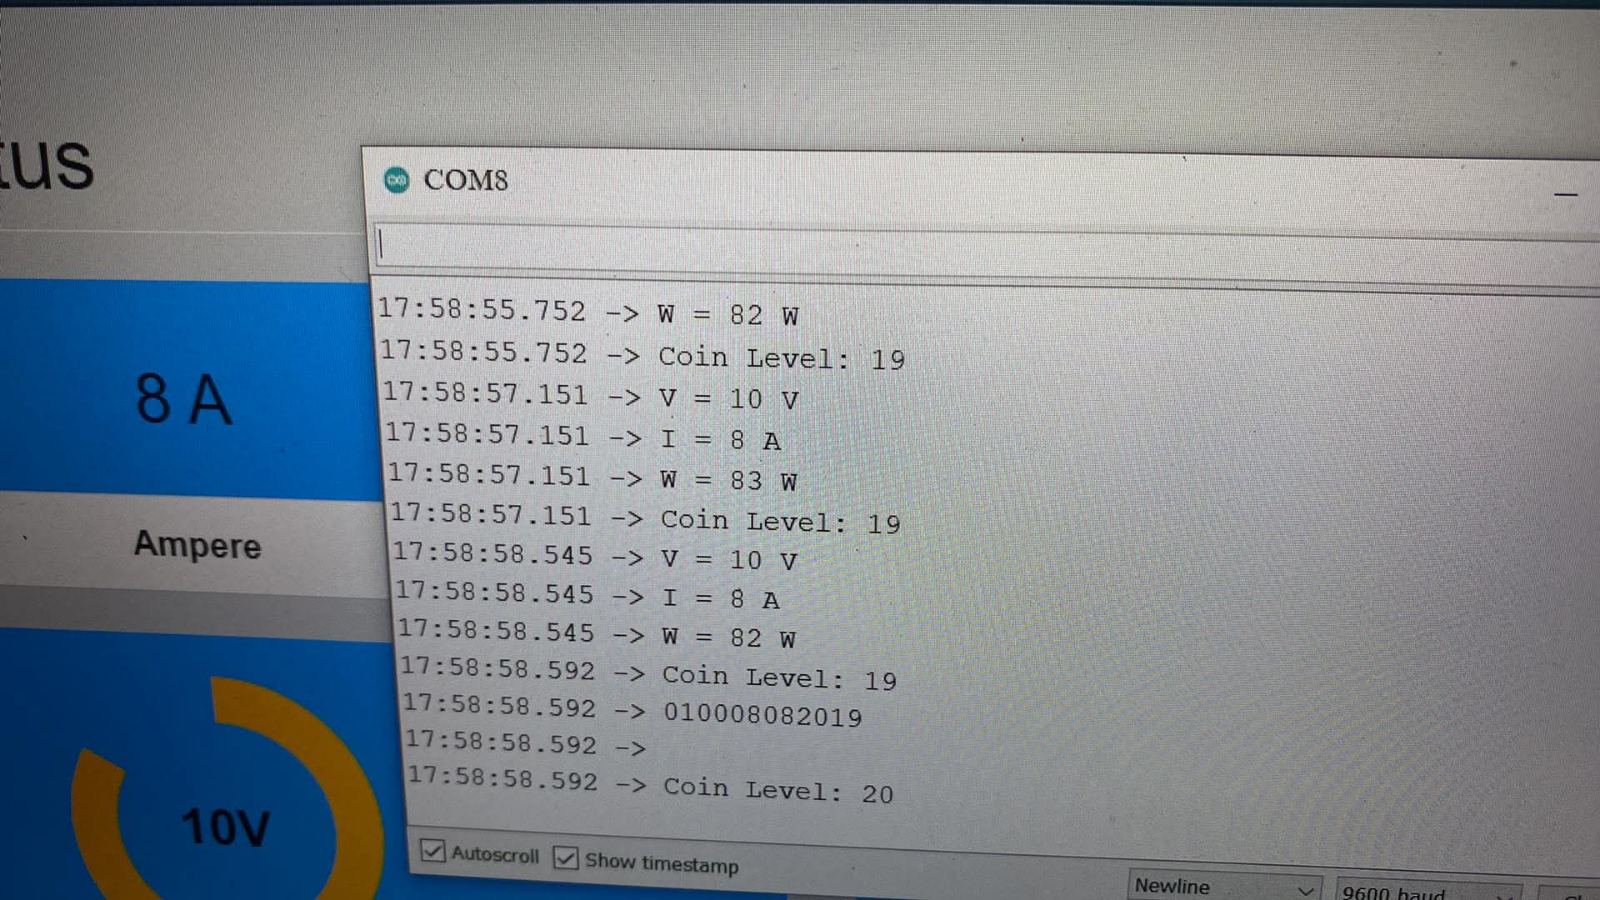 tus
COM8
17:58:55.752 -> W = 82 W
17:58:55.752 -> Coin Level: 19
17:58:57.151 -> V = 10 V
17:58:57.151 -> I = 8 A
17:58:57.151 -> W = 83 W
17:58:57.151 -> Coin Level: 19
17:58:58.545 -> V = 10 V
17:58:58.545 -> I = 8 A
17:58:58.545 -> W = 82 W
17:58:58.592 -> Coin Level: 19
17:58:58.592 -> 010008082019
17:58:58.592 ->
17:58:58.592 -> Coin Level: 20
8 A
Ampere
10V
Autoscroll Show timestamp
Newline
9600 baud